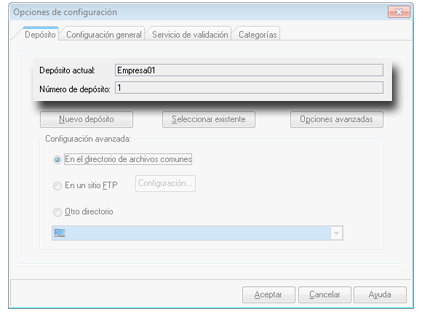 Opciones de configuración
Depósito Configuración general Servicio de validación Categorías
Depósito actual: Empresa01
Número de depósito: 1
Nuevo depósito Seleccionar existente Opciones avanzadas
Configuración avanzada:
En el directorio de archivos comunes
En un sitio FTP Configuración...
Otro directorio
Aceptar Cancelar Ayuda